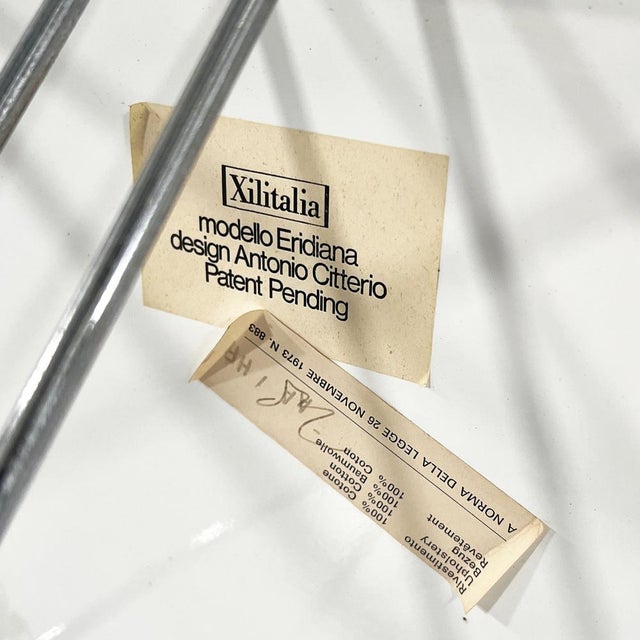 Xilitalia
modello Eridiana
design Antonio Citterio
Patent Pending
A NORMA DELLA LEGGE 26 NOVEMBRE 1973 N. 883
Rivestimento 100% Cotone
Upholstery 100% Cotton
Bezug 100% Baumwolle
Revêtement 100% Coton